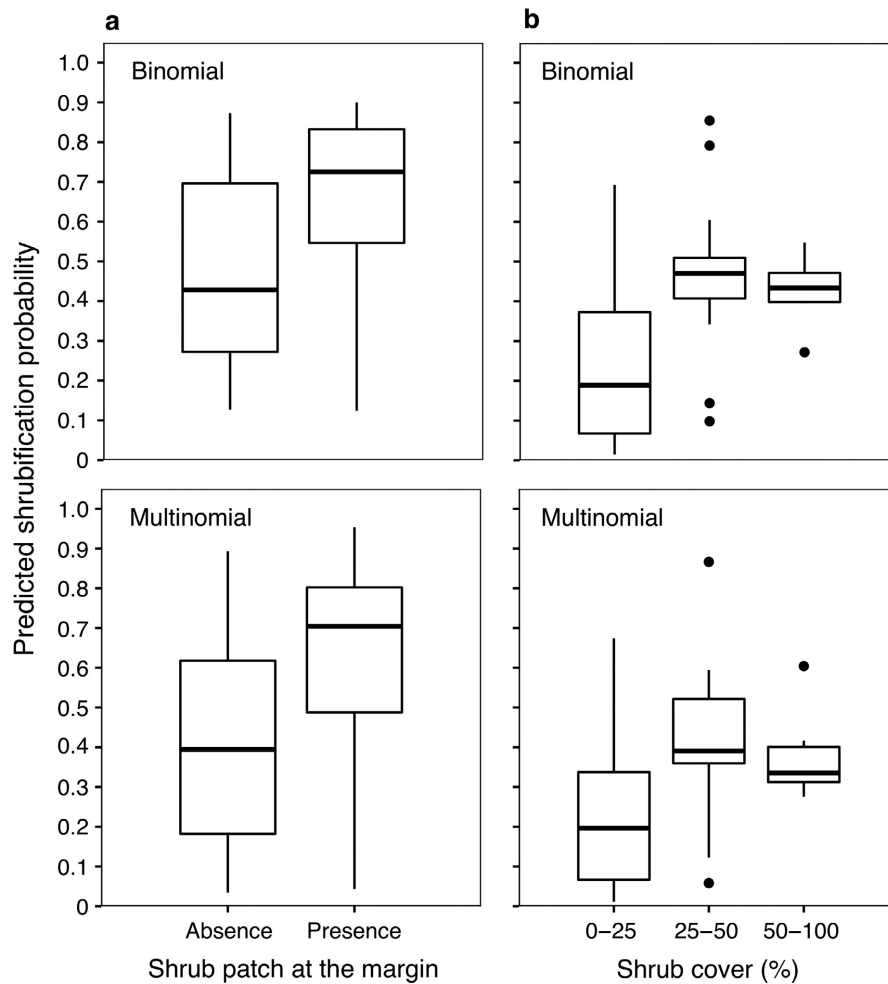 a
b
Binomial
Binomial
1.0
0.9
0.8
0.7
0.6
0.5
0.4
0.3
0.2
0.1
0
Multinomial
Multinomial
1.0
0.9
0.8
0.7
0.6
0.5
0.4
0.3
0.2
0.1
0
Predicted shrubification probability
Absence Presence
0–25 25–50 50–100
Shrub patch at the margin
Shrub cover (%)